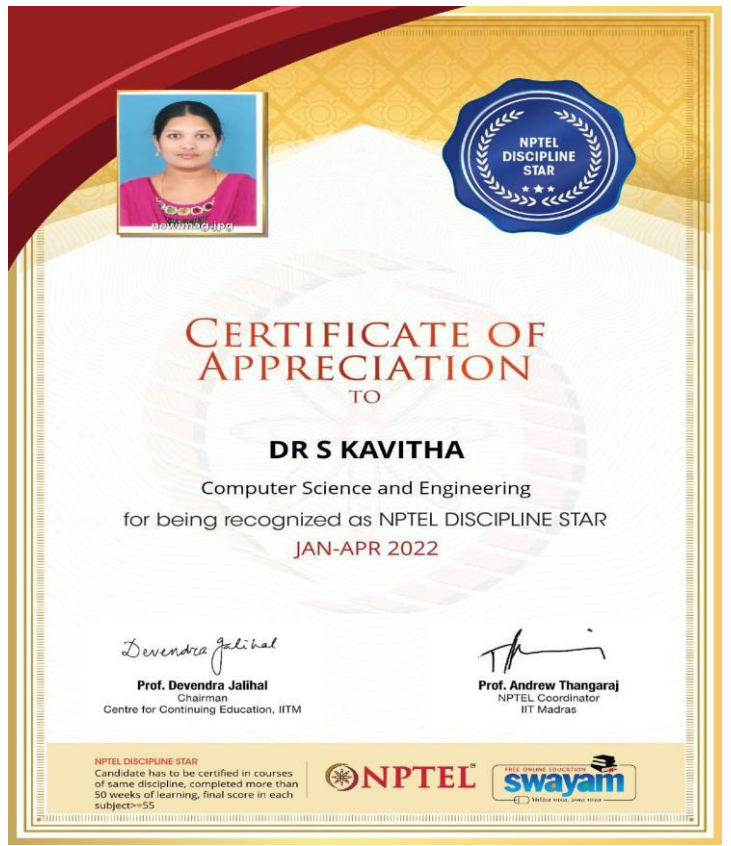 NPTEL
DISCIPLINE
STAR
CERTIFICATE OF
APPRECIATION
TO
DR S KAVITHA
Computer Science and Engineering
for being recognized as NPTEL DISCIPLINE STAR
JAN-APR 2022
Devendra Jalihal
Prof. Devendra Jalihal
Chairman
Centre for Continuing Education, IITM
Prof. Andrew Thangaraj
NPTEL Coordinator
IIT Madras
NPTEL DISCIPLINE STAR
Candidate has to be certified in courses
of same discipline, completed more than
50 weeks of learning, final score in each
subject>=55
NPTEL
FREE ONLINE EDUCATION
swayam